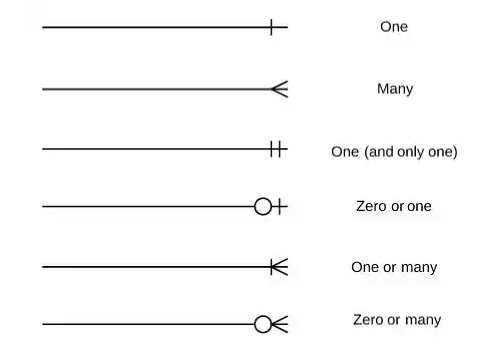 One
Many
One (and only one)
Zero or one
One or many
Zero or many